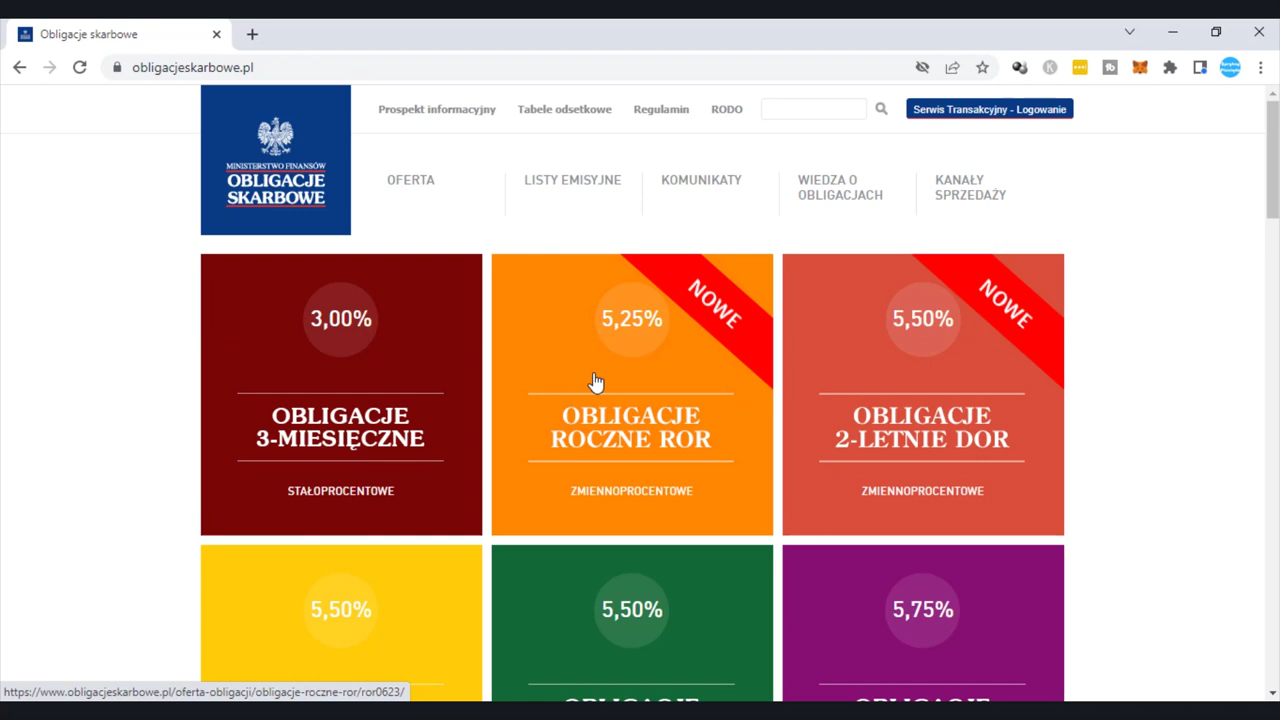 Obligacje skarbowe
obligacjeskarbowe.pl
Prospekt informacyjny
Tabele odsetkowe
Regulamin
RODO
Serwis Transakcyjny - Logowanie
MINISTERSTWO FINANSÓW
OBLIGACJE
SKARBOWE
OFERTA
LISTY EMISYJNE
KOMUNIKATY
WIEDZA O
OBLIGACJACH
KANAŁY
SPRZEDAŻY
3,00%
OBLIGACJE
3-MIESIĘCZNE
STAŁOPROCENTOWE
5,25%
NOWE
OBLIGACJE
ROCZNE ROR
ZMIENNOPROCENTOWE
5,50%
NOWE
OBLIGACJE
2-LETNIE DOR
ZMIENNOPROCENTOWE
5,50%
5,50%
OBLIGACJE
5,75%
OBLIGACJE
https://www.obligacjeskarbowe.pl/oferta-obligacji/obligacje-roczne-ror/ror0623/